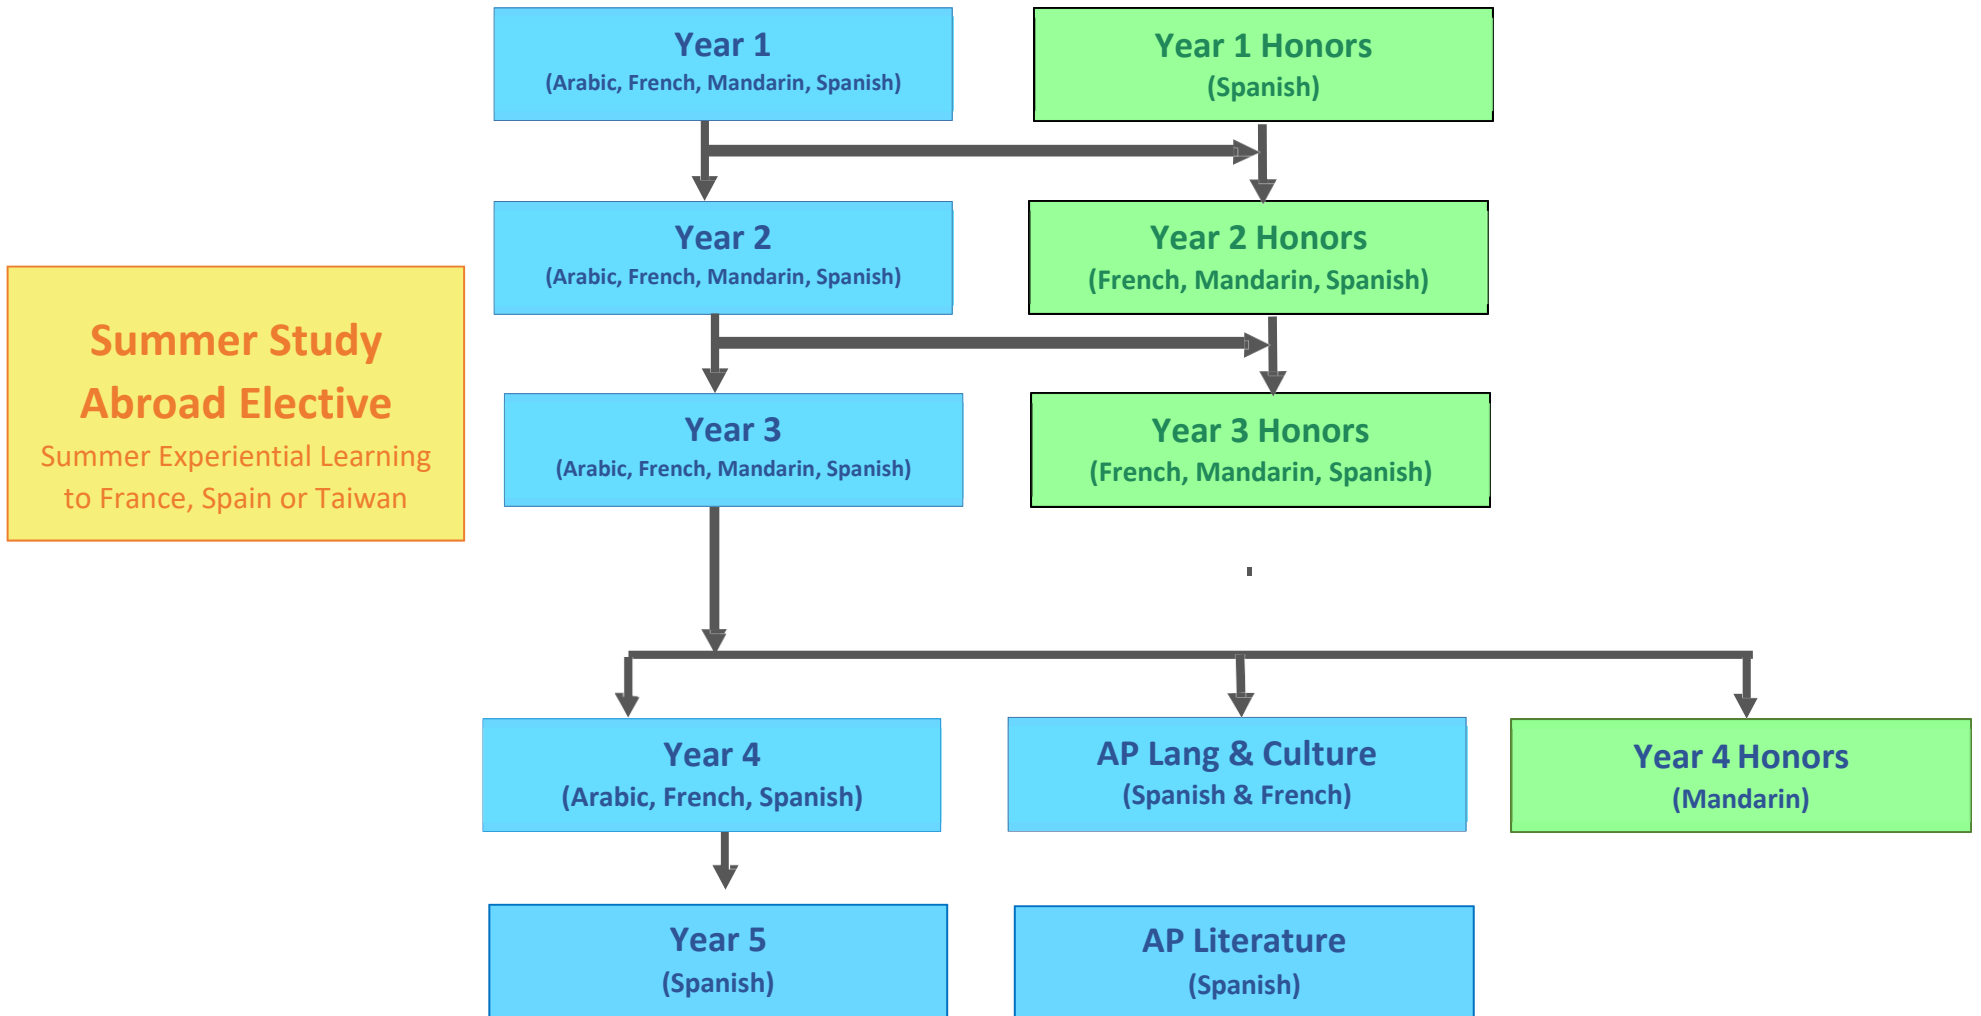 Year 1
(Arabic, French, Mandarin, Spanish)
Year 1 Honors
(Spanish)
Year 2
(Arabic, French, Mandarin, Spanish)
Year 2 Honors
(French, Mandarin, Spanish)
Summer Study
Abroad Elective
Summer Experiential Learning
to France, Spain or Taiwan
Year 3
(Arabic, French, Mandarin, Spanish)
Year 3 Honors
(French, Mandarin, Spanish)
Year 4
(Arabic, French, Spanish)
AP Lang & Culture
(Spanish & French)
Year 4 Honors
(Mandarin)
Year 5
(Spanish)
AP Literature
(Spanish)